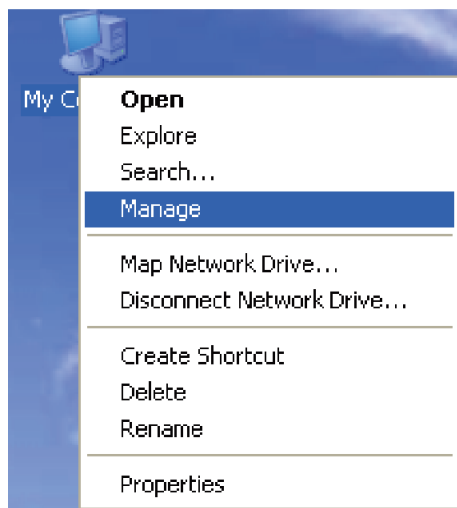 My C
Open
Explore
Search...
Manage
Map Network Drive...
Disconnect Network Drive...
Create Shortcut
Delete
Rename
Properties